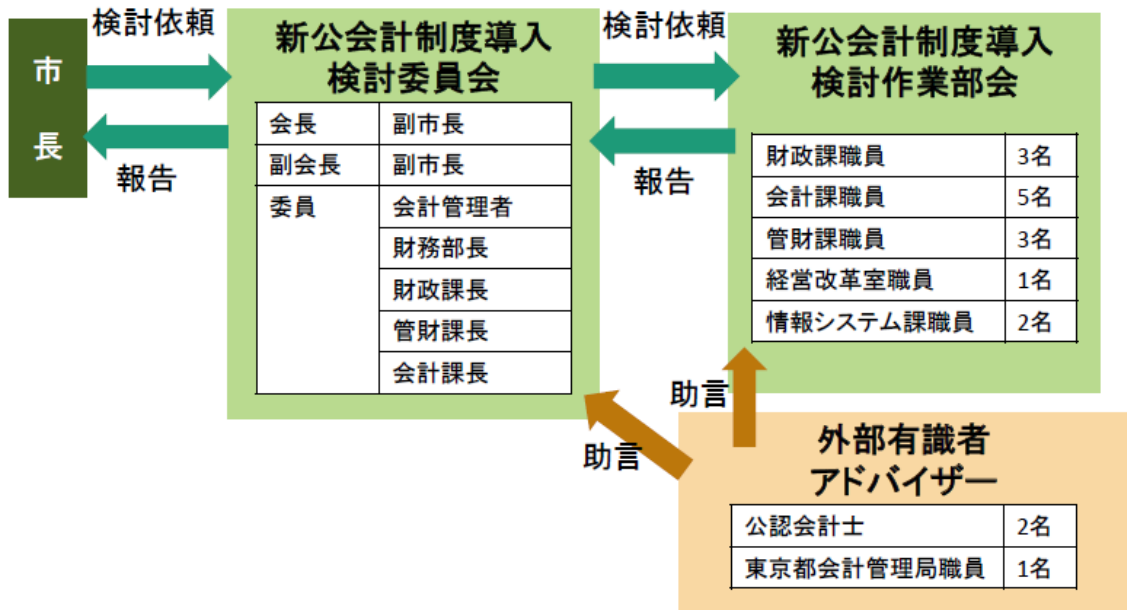 市
長
検討依頼
報告
新公会計制度導入
検討委員会
会長 副市長
副会長 副市長
委員 会計管理者
財務部長
財政課長
管財課長
会計課長
検討依頼
報告
新公会計制度導入
検討作業部会
財政課職員 3名
会計課職員 5名
管財課職員 3名
経営改革室職員 1名
情報システム課職員 2名
助言
助言
外部有識者
アドバイザー
公認会計士 2名
東京都会計管理局職員 1名